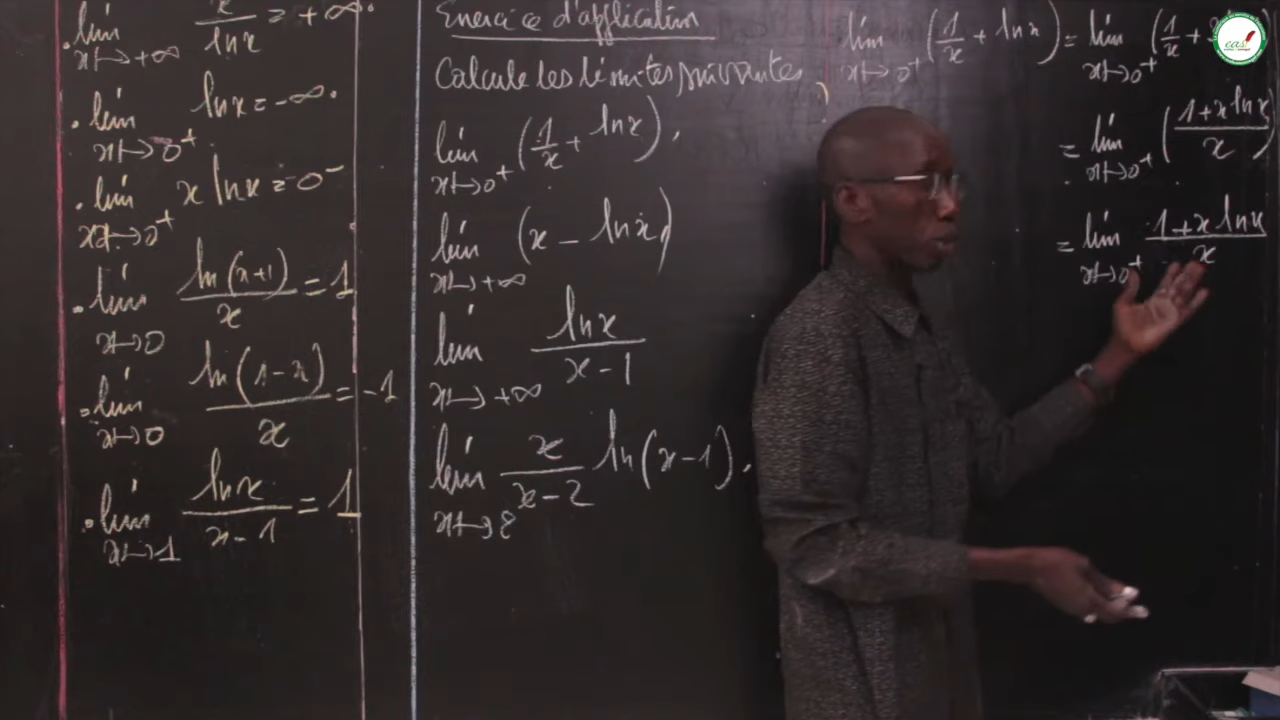 lim x/lnx = +∞.
x↦+∞
. lim lnx = -∞.
x↦0⁺
. lim x lnx = 0⁻
x↦0⁺
. lim ln(x+1)/x = 1
x↦0
. lim ln(1-x)/x = -1
x↦0
. lim lnx/(x-1) = 1
x↦1
Exercice d'application
Calcule les limites suivantes
lim (1/x + lnx).
x↦0⁺
lim (x - lnx)
x↦+∞
lim lnx/(x-1)
x↦+∞
lim x/(x-2) ln(x-1).
x↦
lim (1/x + lnx) = lim (1/x +
x↦0⁺ x↦0⁺
= lim ((1+x lnx)/x)
x↦0⁺
= lim (1+x lnx)/x
x↦0⁺
eas!